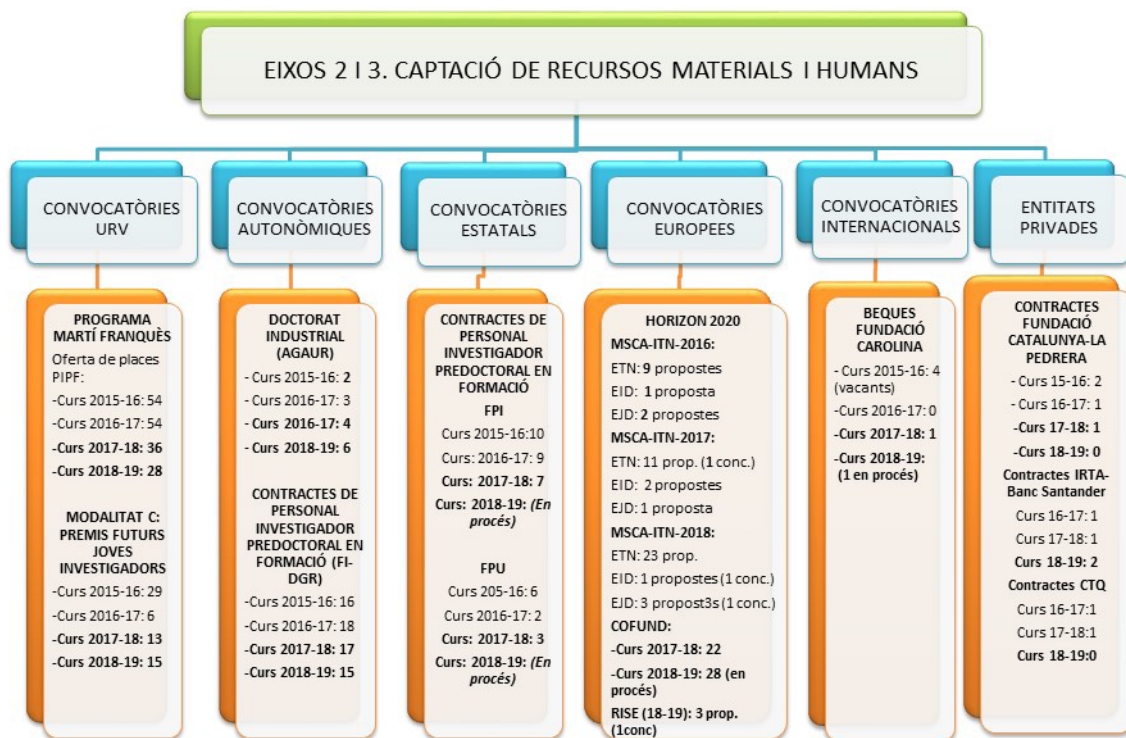 EIXOS 2 I 3. CAPTACIÓ DE RECURSOS MATERIALS I HUMANS
CONVOCATÒRIES
URV
PROGRAMA
MARTÍ FRANQUÈS
Oferta de places
PIPF:
-Curs 2015-16: 54
-Curs 2016-17: 54
-Curs 2017-18: 36
-Curs 2018-19: 28
MODALITAT C:
PREMIS FUTURS
JOVES
INVESTIGADORS
-Curs 2015-16: 29
-Curs 2016-17: 6
-Curs 2017-18: 13
-Curs 2018-19: 15
CONVOCATÒRIES
AUTONÒMIQUES
DOCTORAT
INDUSTRIAL
(AGAUR)
- Curs 2015-16: 2
- Curs 2016-17: 3
- Curs 2016-17: 4
- Curs 2018-19: 6
CONTRACTES DE
PERSONAL
INVESTIGADOR
PREDOCTORAL EN
FORMACIÓ (FI-
DGR)
-Curs 2015-16: 16
-Curs 2016-17: 18
-Curs 2017-18: 17
-Curs 2018-19: 15
CONVOCATÒRIES
ESTATALS
CONTRACTES DE
PERSONAL
INVESTIGADOR
PREDOCTORAL EN
FORMACIÓ
FPI
Curs 2015-16:10
Curs: 2016-17: 9
Curs: 2017-18: 7
Curs: 2018-19: (En
procés)
FPU
Curs 205-16: 6
Curs 2016-17: 2
Curs: 2017-18: 3
Curs: 2018-19: (En
procés)
CONVOCATÒRIES
EUROPEES
HORIZON 2020
MSCA-ITN-2016:
ETN: 9 propostes
EID: 1 proposta
EJD: 2 propostes
MSCA-ITN-2017:
ETN: 11 prop. (1 conc.)
EID: 2 propostes
EJD: 1 proposta
MSCA-ITN-2018:
ETN: 23 prop.
EID: 1 propostes (1 conc.)
EJD: 3 propost3s (1 conc.)
COFUND:
-Curs 2017-18: 22
-Curs 2018-19: 28 (en
procés)
RISE (18-19): 3 prop.
(1conc)
CONVOCATÒRIES
INTERNACIONALS
BEQUES
FUNDACIÓ
CAROLINA
- Curs 2015-16: 4
(vacants)
-Curs 2016-17: 0
-Curs 2017-18: 1
-Curs 2018-19:
(1 en procés)
ENTITATS
PRIVADES
CONTRACTES
FUNDACIÓ
CATALUNYA-LA
PEDRERA
- Curs 15-16: 2
- Curs 16-17: 1
- Curs 17-18: 1
- Curs 18-19: 0
Contractes IRTA-
Banc Santander
Curs 16-17: 1
Curs 17-18: 1
Curs 18-19: 2
Contractes CTQ
Curs 16-17:1
Curs 17-18:1
Curs 18-19:0